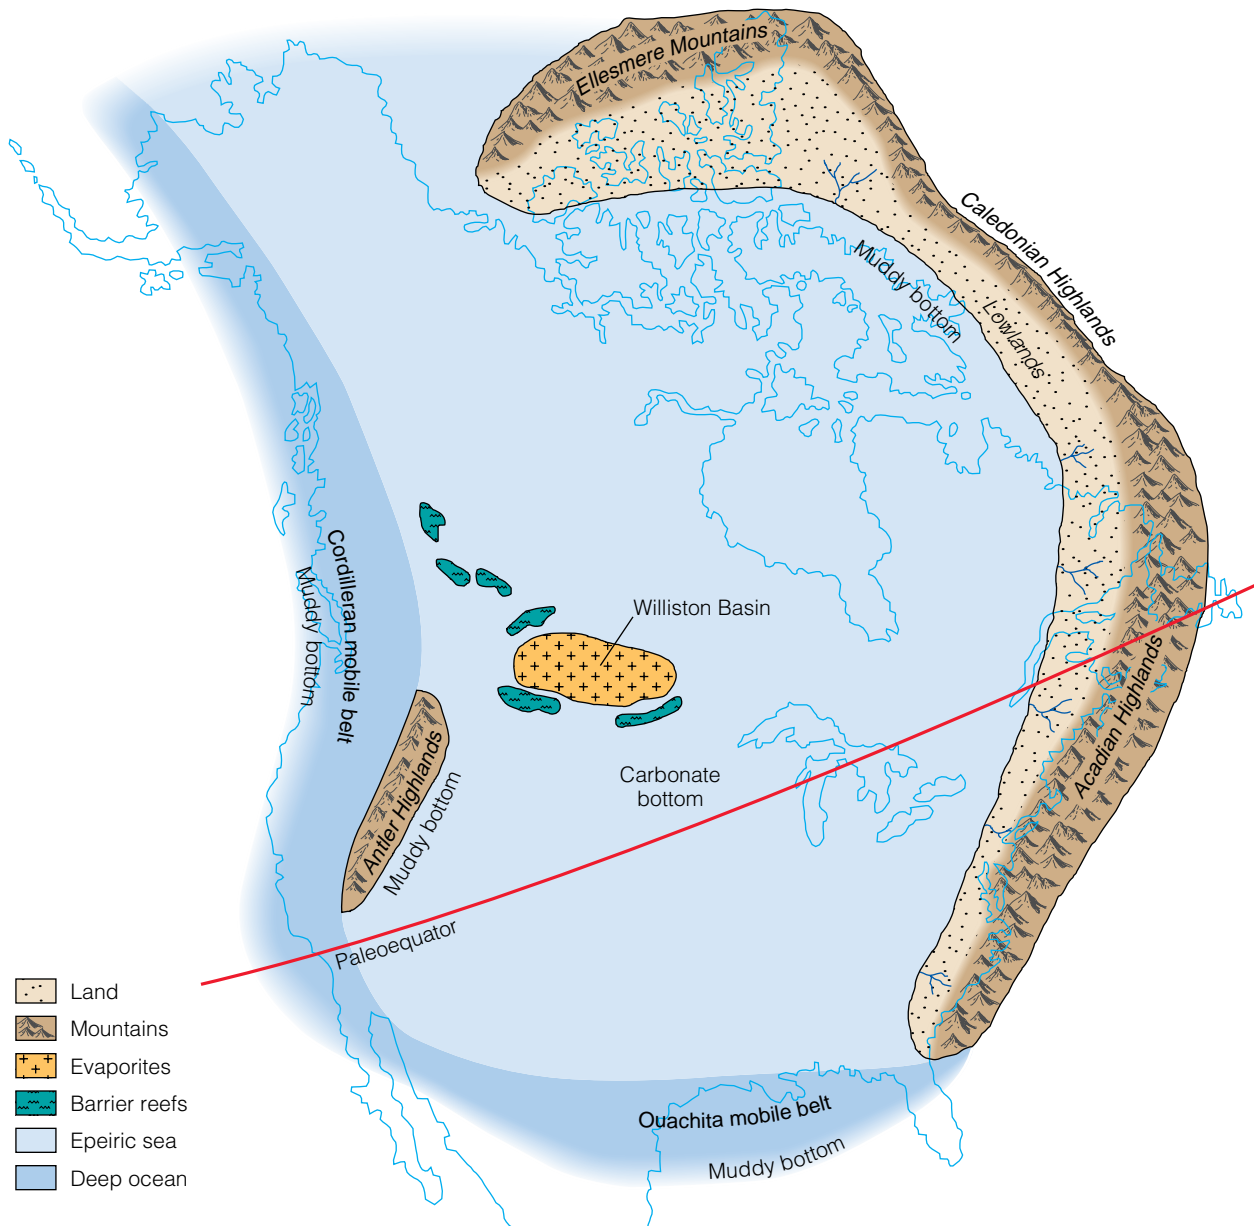 Ellesmere Mountains
Caledonian Highlands
Muddy bottom
Lowlands
Cordilleran mobile belt
Muddy bottom
Williston Basin
Acadian Highlands
Antler Highlands
Muddy bottom
Carbonate
bottom
Paleoequator
Land
Mountains
Evaporites
Barrier reefs
Epeiric sea
Deep ocean
Ouachita mobile belt
Muddy bottom